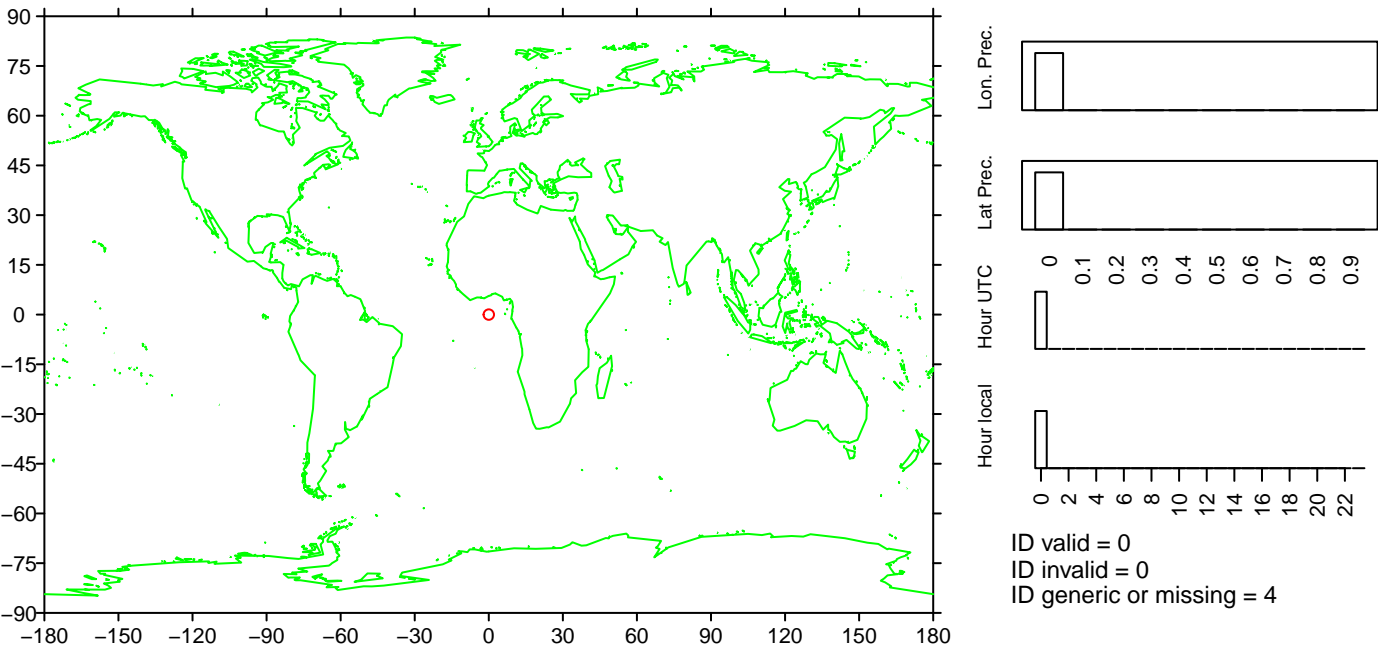 90
75
60
45
30
15
0
−15
−30
−45
−60
−75
−90
−180 −150 −120 −90 −60 −30 0 30 60 90 120 150 180
Lon. Prec.
Lat Prec.
0 0.1 0.2 0.3 0.4 0.5 0.6 0.7 0.8 0.9
Hour UTC
Hour local
0 2 4 6 8 10 12 14 16 18 20 22
ID valid = 0
ID invalid = 0
ID generic or missing = 4